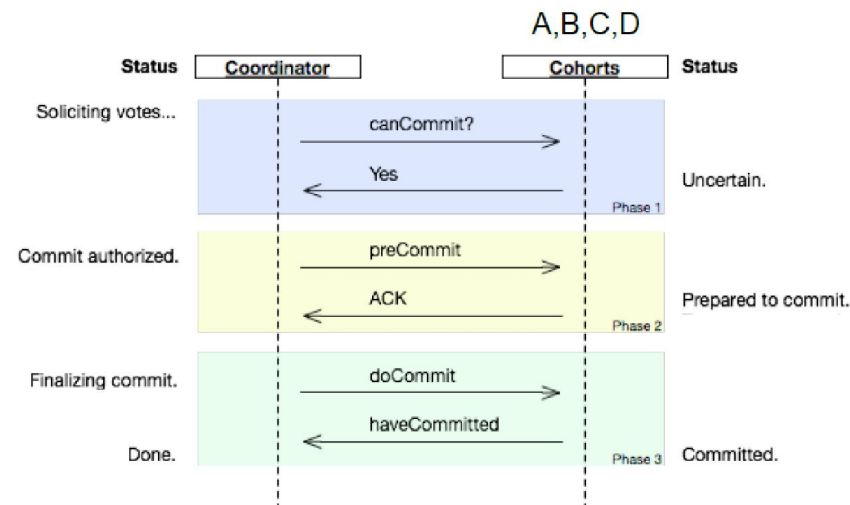 A,B,C,D
Status Coordinator Cohorts Status
Soliciting votes...
canCommit?
Yes
Uncertain.
Phase 1
Commit authorized.
preCommit
ACK
Prepared to commit.
Phase 2
Finalizing commit.
doCommit
haveCommitted
Done.
Committed.
Phase 3